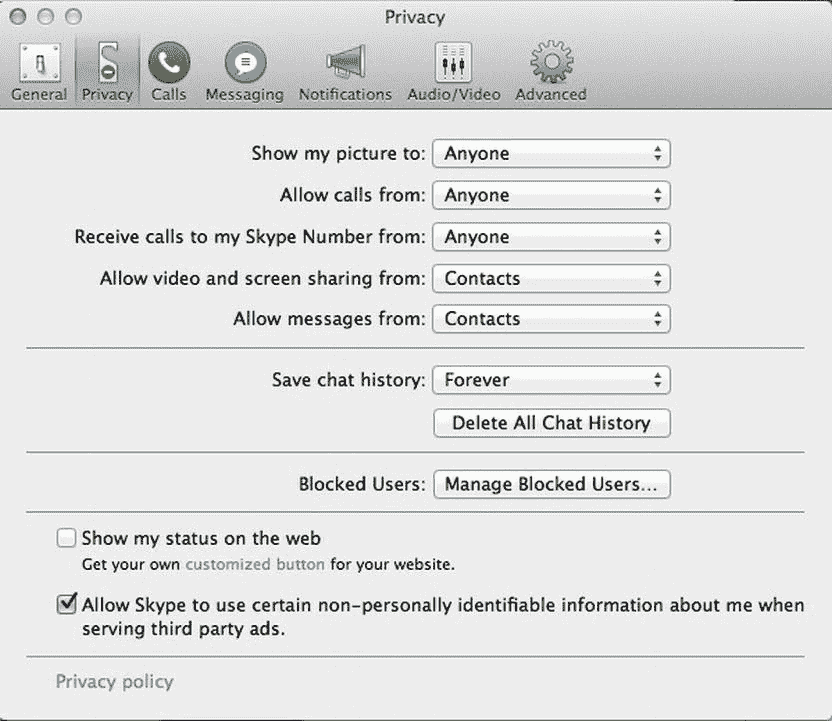 Privacy
General Privacy Calls Messaging Notifications Audio/Video Advanced
Show my picture to: Anyone
Allow calls from: Anyone
Receive calls to my Skype Number from: Anyone
Allow video and screen sharing from: Contacts
Allow messages from: Contacts
Save chat history: Forever
Delete All Chat History
Blocked Users: Manage Blocked Users...
Show my status on the web
Get your own customized button for your website.
Allow Skype to use certain non-personally identifiable information about me when
serving third party ads.
Privacy policy